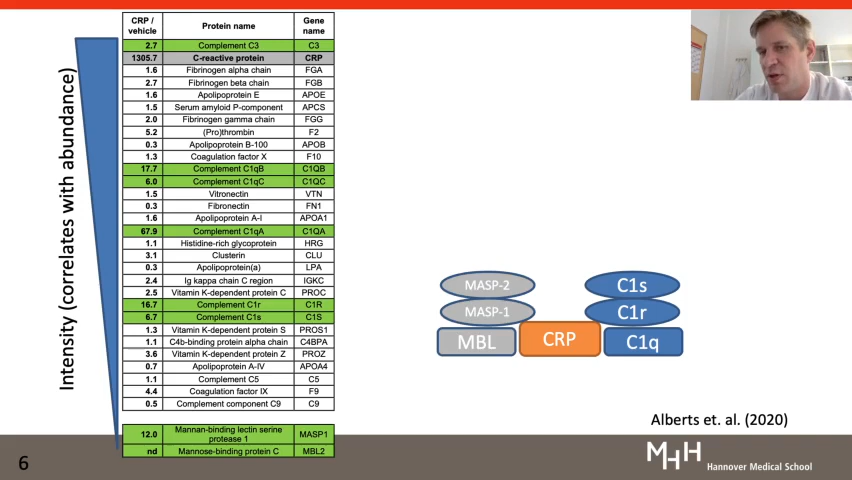 CRP / vehicle Protein name Gene name
2.7 Complement C3 C3
1305.7 C-reactive protein CRP
1.6 Fibrinogen alpha chain FGA
2.7 Fibrinogen beta chain FGB
1.6 Apolipoprotein E APOE
1.5 Serum amyloid P-component APCS
2.0 Fibrinogen gamma chain FGG
5.2 (Pro)thrombin F2
0.3 Apolipoprotein B-100 APOB
1.3 Coagulation factor X F10
17.7 Complement C1qB C1QB
6.0 Complement C1qC C1QC
1.5 Vitronectin VTN
0.3 Fibronectin FN1
1.6 Apolipoprotein A-I APOA1
67.9 Complement C1qA C1QA
1.1 Histidine-rich glycoprotein HRG
3.1 Clusterin CLU
0.3 Apolipoprotein(a) LPA
2.4 Ig kappa chain C region IGKC
2.5 Vitamin K-dependent protein C PROC
16.7 Complement C1r C1R
6.7 Complement C1s C1S
1.3 Vitamin K-dependent protein S PROS1
1.1 C4b-binding protein alpha chain C4BPA
3.6 Vitamin K-dependent protein Z PROZ
0.7 Apolipoprotein A-IV APOA4
1.1 Complement C5 C5
4.4 Coagulation factor IX F9
0.5 Complement component C9 C9
12.0 Mannan-binding lectin serine protease 1 MASP1
nd Mannose-binding protein C MBL2
Intensity (correlates with abundance)
MASP-2 C1s
MASP-1 C1r
MBL CRP C1q
Alberts et. al. (2020)
6
MHH Hannover Medical School